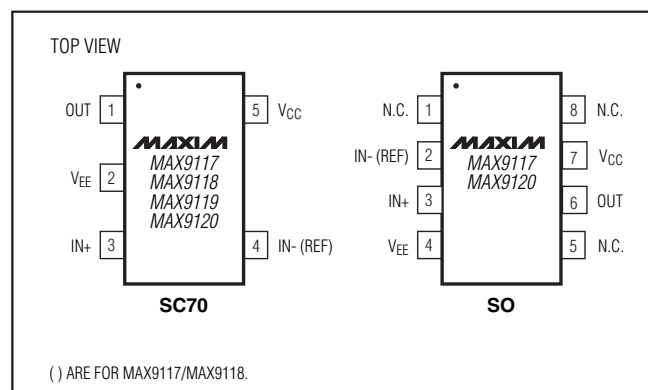 TOP VIEW
OUT 1
5 VCC
VEE 2
IN+ 3
4 IN- (REF)
MAXIM
MAX9117
MAX9118
MAX9119
MAX9120
SC70
N.C. 1
8 N.C.
IN- (REF) 2
7 VCC
IN+ 3
6 OUT
VEE 4
5 N.C.
MAXIM
MAX9117
MAX9120
SO
( ) ARE FOR MAX9117/MAX9118.